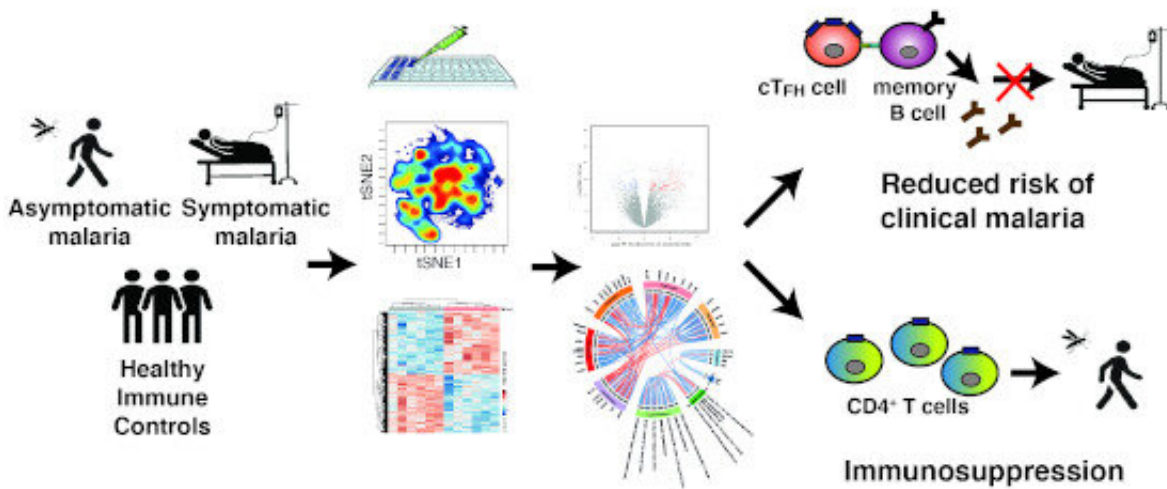 Asymptomatic
malaria
Symptomatic
malaria
Healthy
Immune
Controls
tSNE2
tSNE1
cTFH cell
memory
B cell
Reduced risk of
clinical malaria
CD4⁺ T cells
Immunosuppression